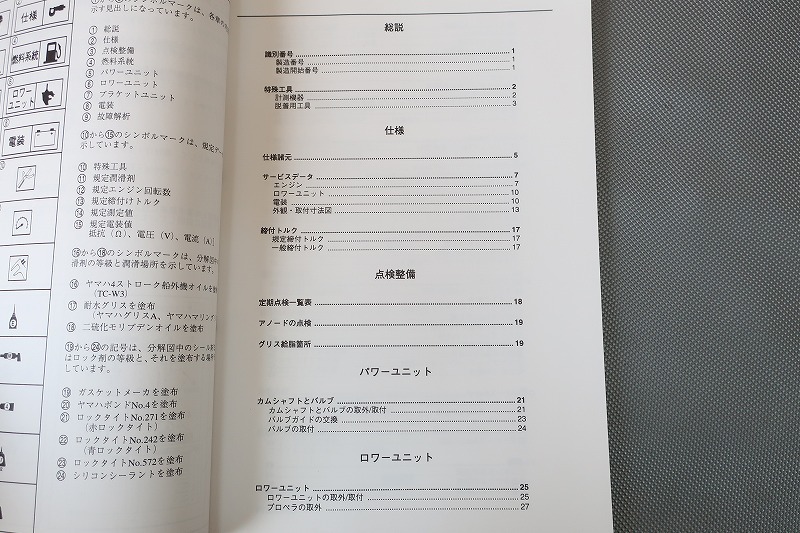 仕様
燃料系統
ロワー
ユニット
電装
から⑱のシンボルマークは、各章の
示す見出しになっています。
① 総説
② 仕様
③ 点検整備
④ 燃料系統
⑤ パワーユニット
⑥ ロワーユニット
⑦ ブラケットユニット
⑧ 電装
⑨ 故障解析
⑩から⑮のシンボルマークは、規定デー
示しています。
⑩ 特殊工具
⑪ 規定潤滑剤
⑫ 規定エンジン回転数
⑬ 規定締付けトルク
⑭ 規定測定値
⑮ 規定電装値
抵抗(Ω)、電圧(V)、電流[A]
⑯から⑱のシンボルマークは、分解図
滑剤の等級と潤滑場所を示しています。
⑯ ヤマハ4ストローク船外機オイルを
(TC-W3)
⑰ 耐水グリスを塗布
(ヤマハグリスA、ヤマハマリン
⑱ 二硫化モリブデンオイルを塗布
⑲から㉔の記号は、分解図中のシール
はロック剤の等級と、それを塗布する
しています。
⑲ ガスケットメーカを塗布
⑳ ヤマハボンドNo.4を塗布
㉑ ロックタイトNo.271を塗布
(赤ロックタイト)
㉒ ロックタイトNo.242を塗布
(青ロックタイト)
㉓ ロックタイトNo.572を塗布
㉔ シリコンシーラントを塗布
総説
識別番号 1
製造番号 1
製造開始番号 1
特殊工具 2
計測機器 2
脱着用工具 3
仕様
仕様諸元 5
サービスデータ 7
エンジン 7
ロワーユニット 10
電装 10
外観・取付寸法図 13
締付トルク 17
規定締付トルク 17
一般締付トルク 17
点検整備
定期点検一覧表 18
アノードの点検 19
グリス給脂箇所 19
パワーユニット
カムシャフトとバルブ 21
カムシャフトとバルブの取外/取付 21
バルブガイドの交換 23
バルブの取付 24
ロワーユニット
ロワーユニット 25
ロワーユニットの取外/取付 25
プロペラの取外 27